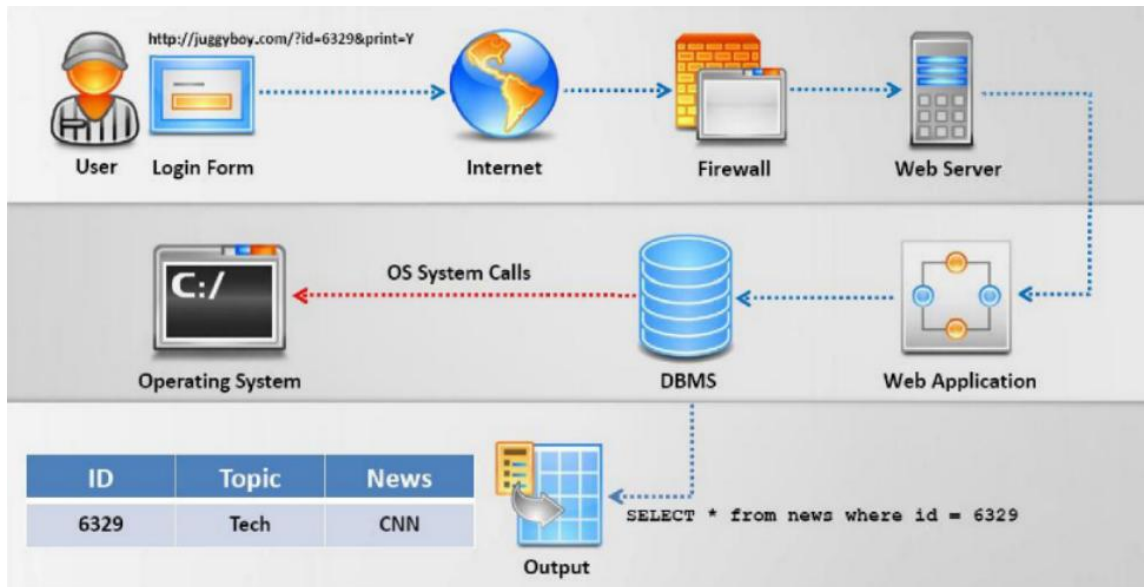 http://juggyboy.com/?id=6329&print=Y
User
Login Form
Internet
Firewall
Web Server
C:/
OS System Calls
Operating System
DBMS
Web Application
ID Topic News
6329 Tech CNN
SELECT * from news where id = 6329
Output